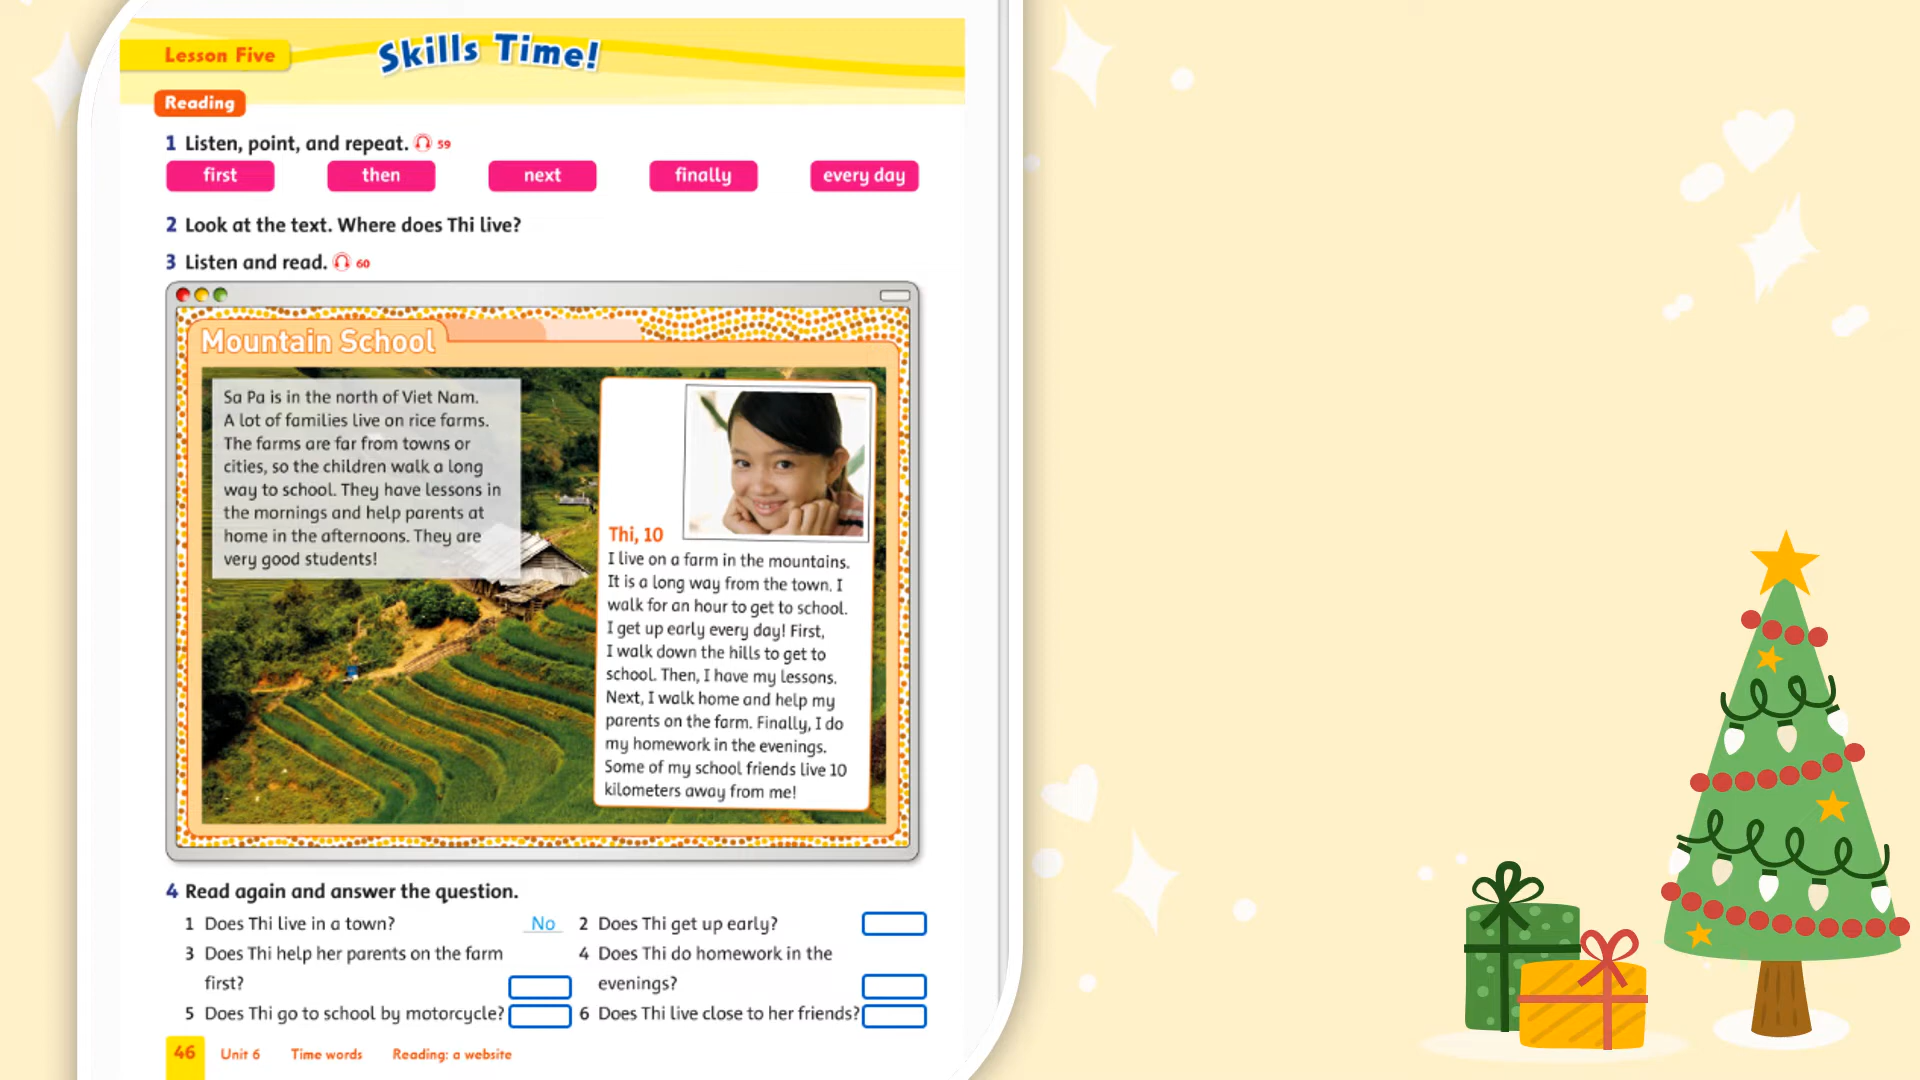 Lesson Five
Skills Time!
Reading
1 Listen, point, and repeat. 59
first then next finally every day
2 Look at the text. Where does Thi live?
3 Listen and read. 60
Mountain School
Sa Pa is in the north of Viet Nam.
A lot of families live on rice farms.
The farms are far from towns or
cities, so the children walk a long
way to school. They have lessons in
the mornings and help parents at
home in the afternoons. They are
very good students!
Thi, 10
I live on a farm in the mountains.
It is a long way from the town. I
walk for an hour to get to school.
I get up early every day! First,
I walk down the hills to get to
school. Then, I have my lessons.
Next, I walk home and help my
parents on the farm. Finally, I do
my homework in the evenings.
Some of my school friends live 10
kilometers away from me!
4 Read again and answer the question.
1 Does Thi live in a town? No
2 Does Thi get up early?
3 Does Thi help her parents on the farm
first?
4 Does Thi do homework in the
evenings?
5 Does Thi go to school by motorcycle?
6 Does Thi live close to her friends?
46 Unit 6 Time words Reading: a website